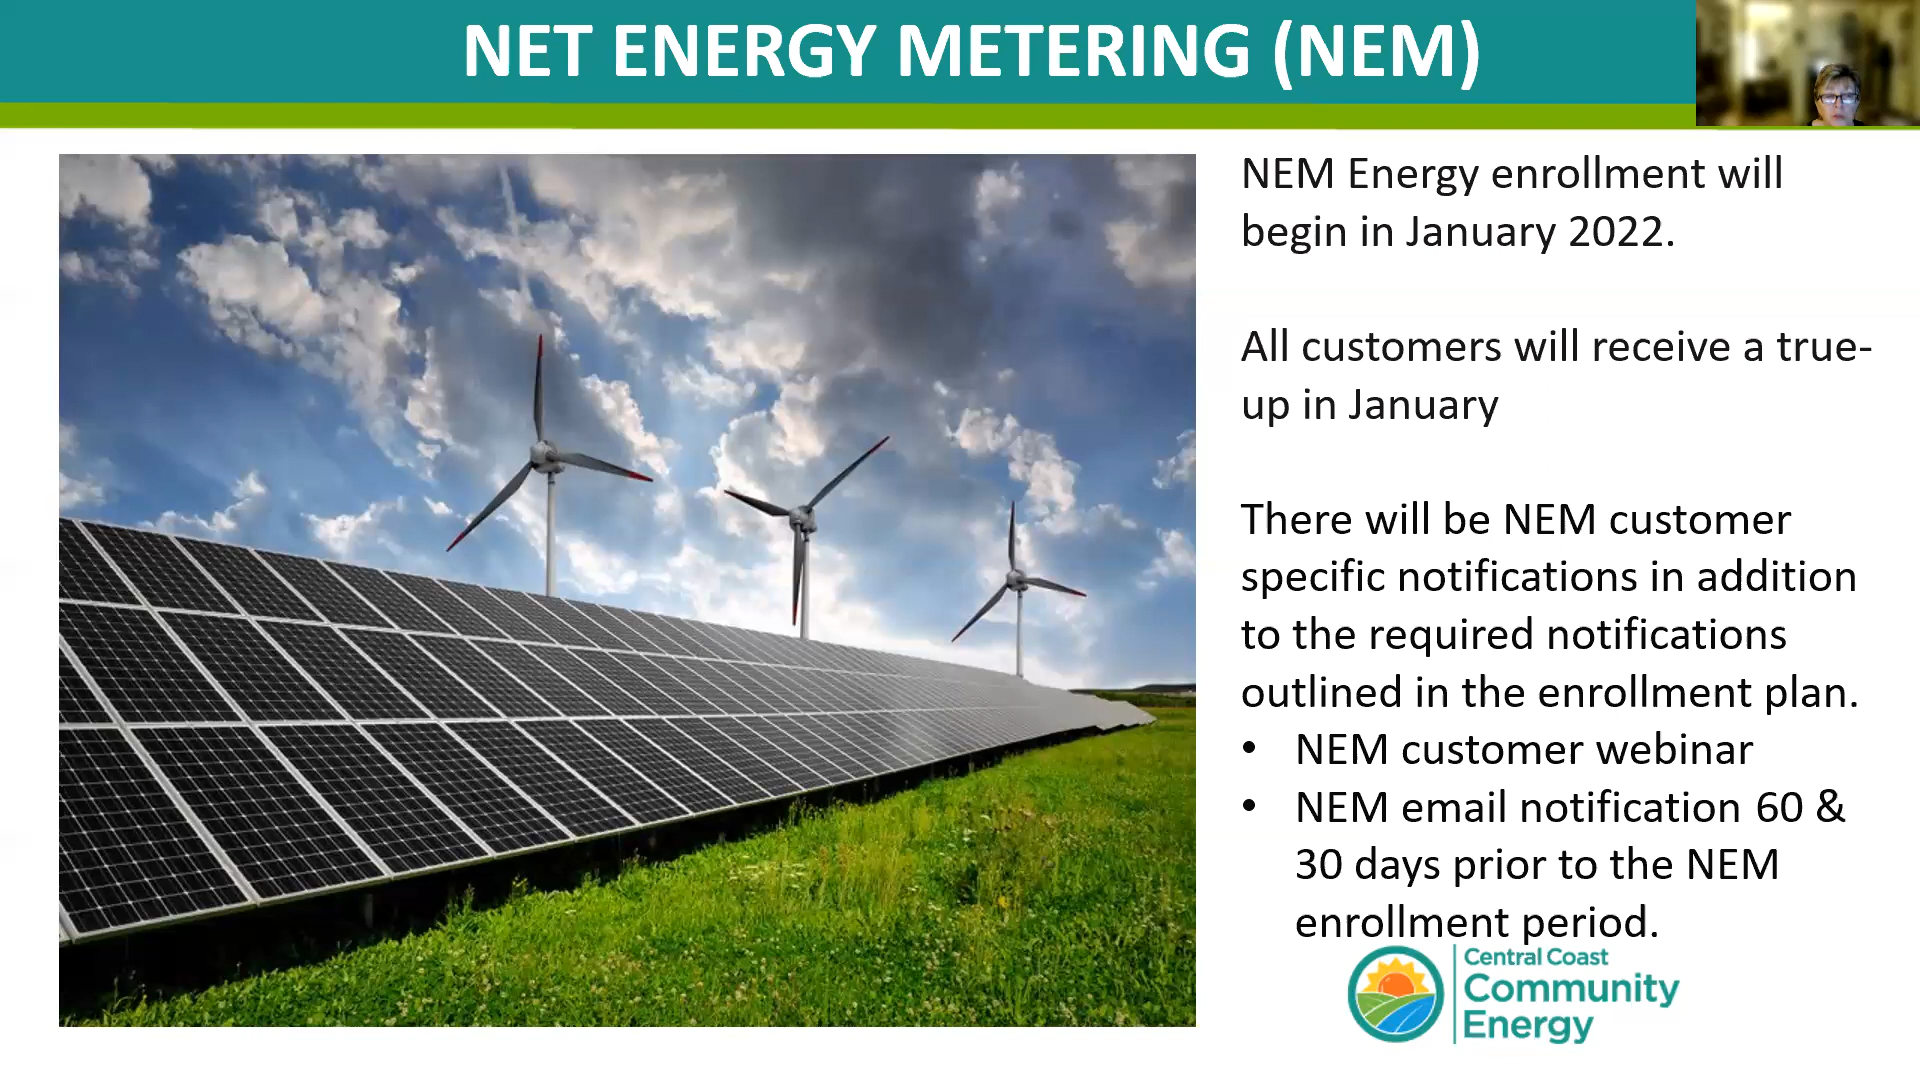 NET ENERGY METERING (NEM)
NEM Energy enrollment will
begin in January 2022.
All customers will receive a true-
up in January
There will be NEM customer
specific notifications in addition
to the required notifications
outlined in the enrollment plan.
• NEM customer webinar
• NEM email notification 60 &
30 days prior to the NEM
enrollment period.
Central Coast
Community
Energy